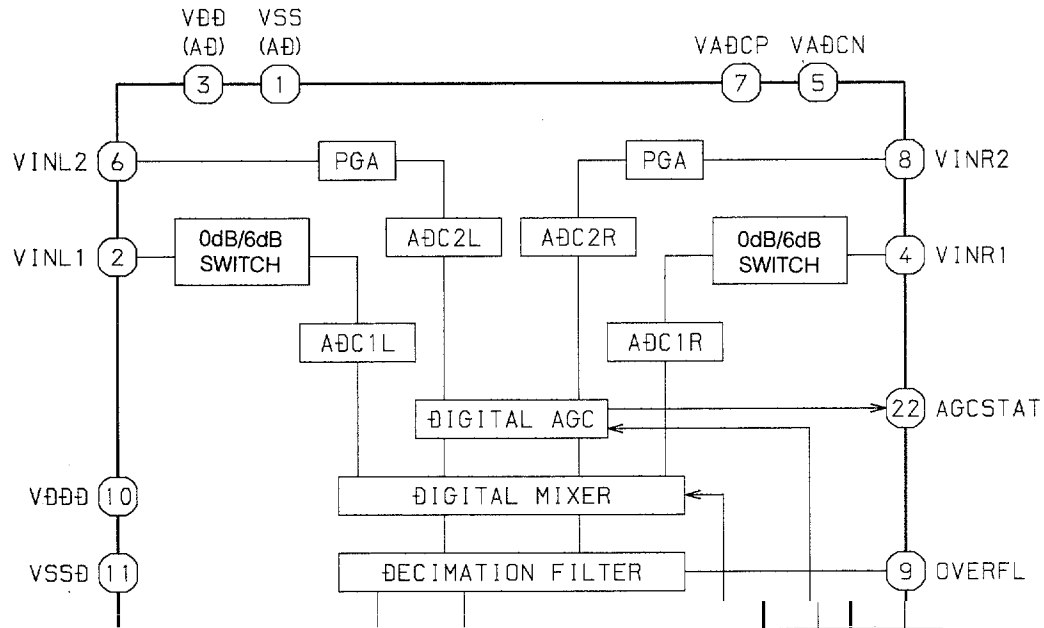 VDD VSS
(AD) (AD)
VADCP VADCN
3 1 7 5
VINL2 6 PGA PGA 8 VINR2
ADC2L ADC2R
VINL1 2 0dB/6dB
SWITCH
0dB/6dB
SWITCH
4 VINR1
ADC1L ADC1R
DIGITAL AGC 22 AGCSTAT
VDDD 10 DIGITAL MIXER
VSSD 11 DECIMATION FILTER 9 OVERFL